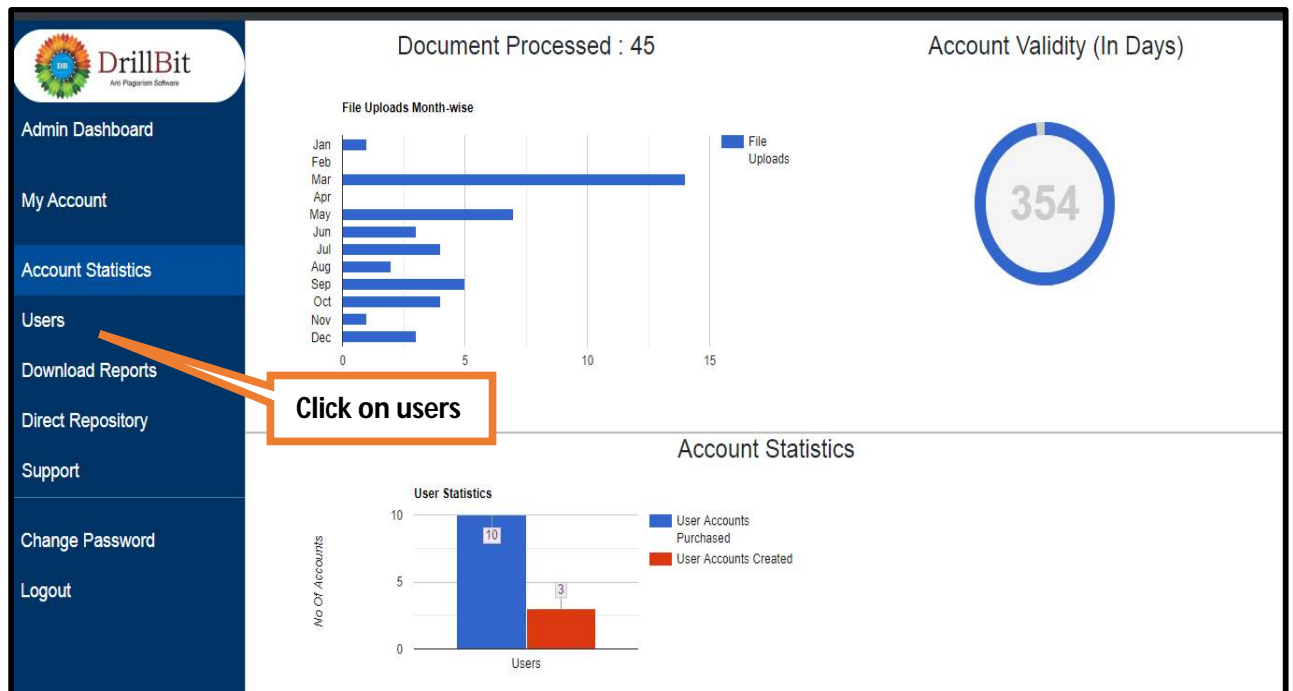 DB
DrillBit
Anti Plagiarism Software
Admin Dashboard
My Account
Account Statistics
Users
Download Reports
Direct Repository
Support
Change Password
Logout
Document Processed : 45
File Uploads Month-wise
Jan
Feb
Mar
Apr
May
Jun
Jul
Aug
Sep
Oct
Nov
Dec
0 5 10 15
File
Uploads
Account Validity (In Days)
354
Click on users
Account Statistics
User Statistics
No Of Accounts
10
5
0
10
3
Users
User Accounts
Purchased
User Accounts Created